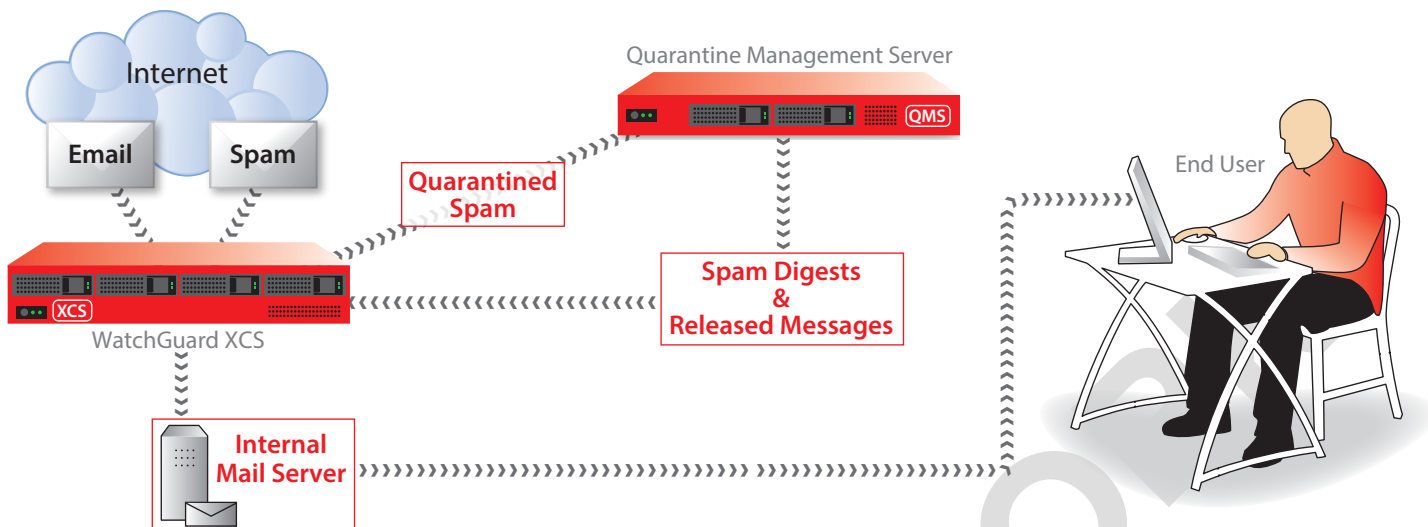 Internet
Email
Spam
Quarantine Management Server
QMS
Quarantined
Spam
End User
Spam Digests
&
Released Messages
XCS
WatchGuard XCS
Internal
Mail Server